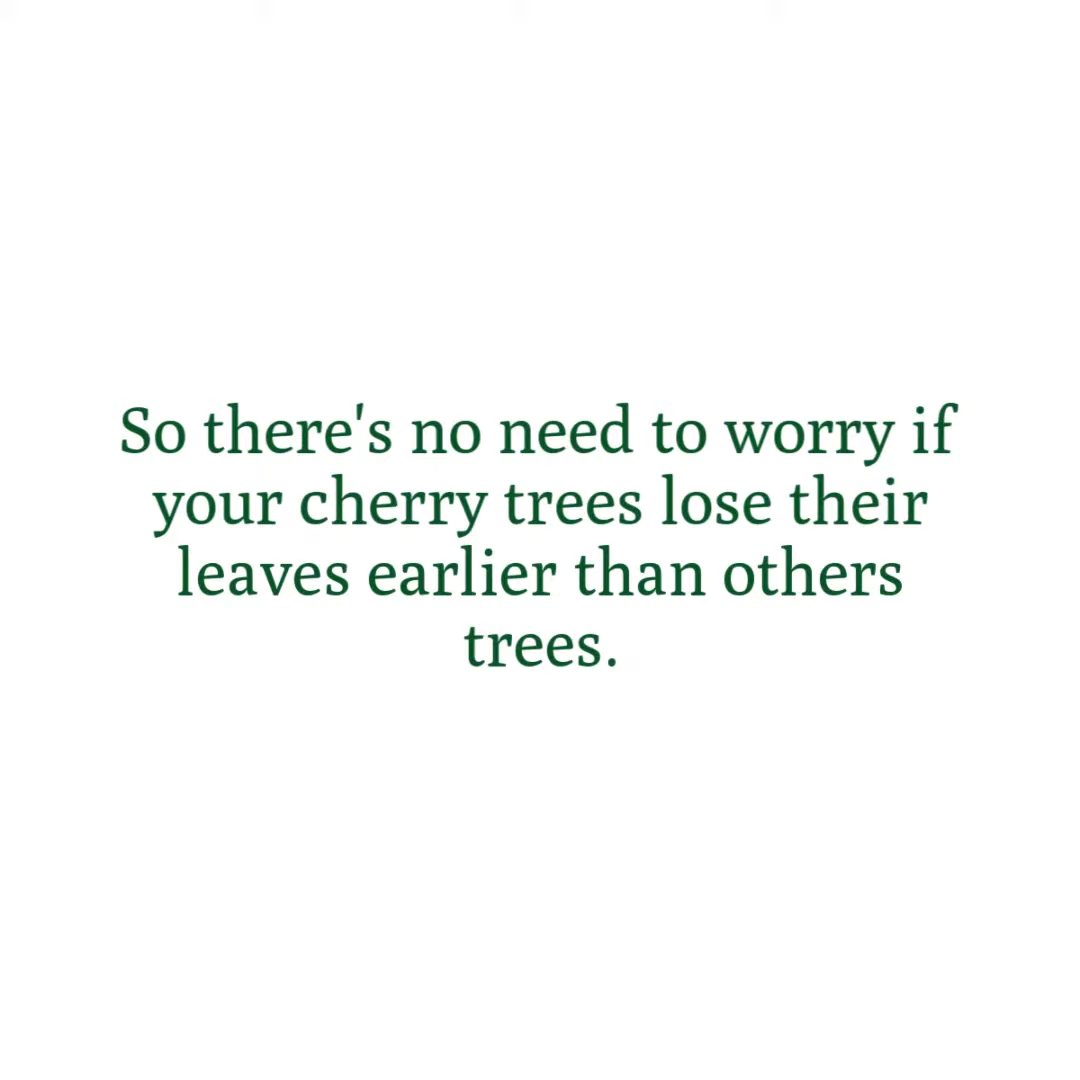 So there's no need to worry if
your cherry trees lose their
leaves earlier than others
trees.